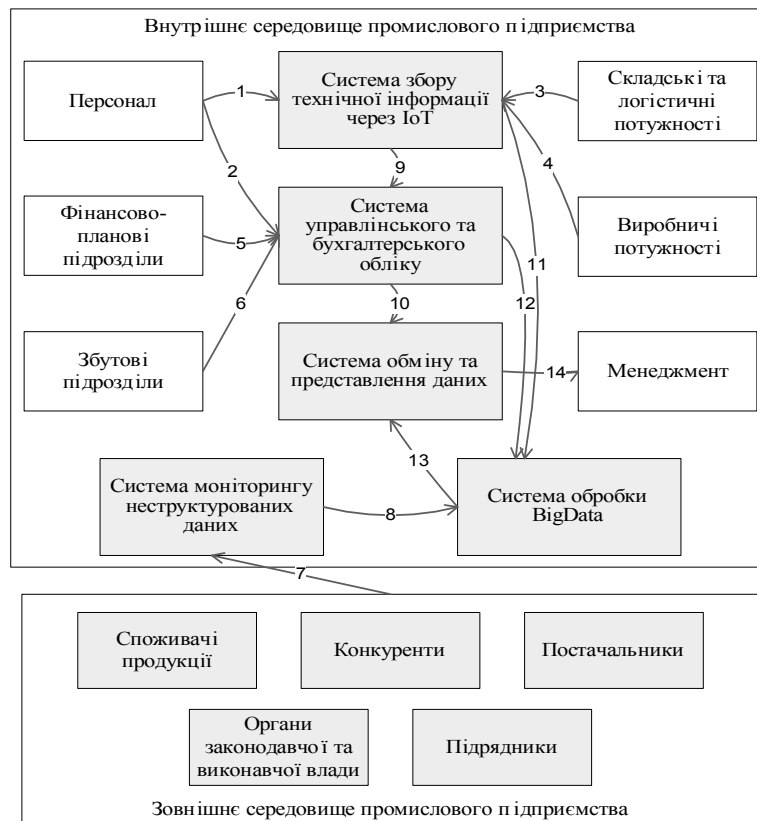 Внутрішнє середовище промислового підприємства
Персонал
1
Система збору
технічної інформації
через IoT
3
Складські та
логістичні
потужності
2
9
4
Фінансово-
планові
підрозділи
5
Система
управлінського та
бухгалтерського
обліку
Виробничі
потужності
11
6
10
12
Збутові
підрозділи
Система обміну та
представлення даних
14
Менеджмент
13
Система моніторингу
неструктурованих
даних
8
Система обробки
BigData
7
Споживачі
продукції
Конкуренти
Постачальники
Органи
законодавчої та
виконавчої влади
Підрядники
Зовнішнє середовище промислового підприємства